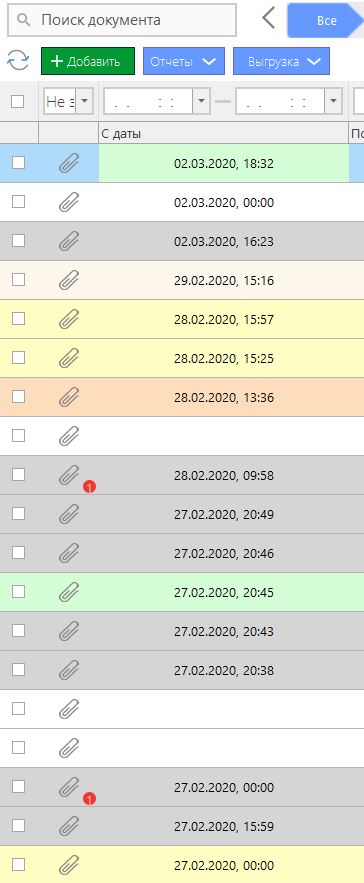 Поиск документа
Все
Добавить
Отчеты
Выгрузка
Не з
. . : :
. . : :
С даты
По
02.03.2020, 18:32
02.03.2020, 00:00
02.03.2020, 16:23
29.02.2020, 15:16
28.02.2020, 15:57
28.02.2020, 15:25
28.02.2020, 13:36
28.02.2020, 09:58
1
27.02.2020, 20:49
27.02.2020, 20:46
27.02.2020, 20:45
27.02.2020, 20:43
27.02.2020, 20:38
27.02.2020, 00:00
1
27.02.2020, 15:59
27.02.2020, 00:00